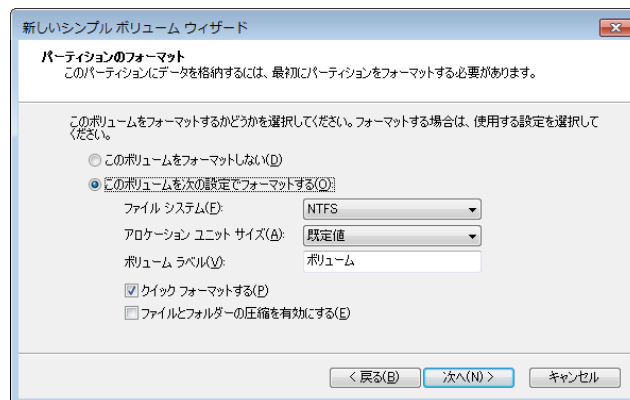 新しいシンプル ボリューム ウィザード
パーティションのフォーマット
このパーティションにデータを格納するには、最初にパーティションをフォーマットする必要があります。
このボリュームをフォーマットするかどうかを選択してください。フォーマットする場合は、使用する設定を選択して
ください。
このボリュームをフォーマットしない(D)
このボリュームを次の設定でフォーマットする(O):
ファイル システム(F): NTFS
アロケーション ユニット サイズ(A): 既定値
ボリューム ラベル(V): ボリューム
クイック フォーマットする(P)
ファイルとフォルダーの圧縮を有効にする(E)
< 戻る(B) 次へ(N) > キャンセル